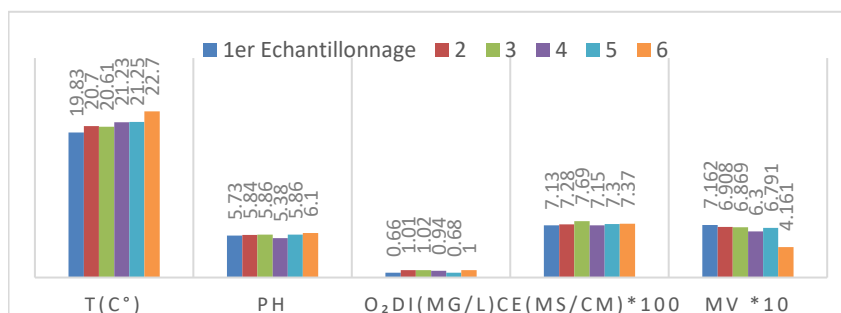 1er Echantillonnage 2 3 4 5 6
19.83 20.7 20.61 21.23 21.25 22.7
5.73 5.84 5.86 5.38 5.86 6.1
0.66 1.01 1.02 0.94 0.68 1
7.13 7.28 7.69 7.15 7.3 7.37
7.162 6.908 6.869 6.3 6.791 4.161
T(C°) PH O₂DI(MG/L) CE(MS/CM)*100 MV *10